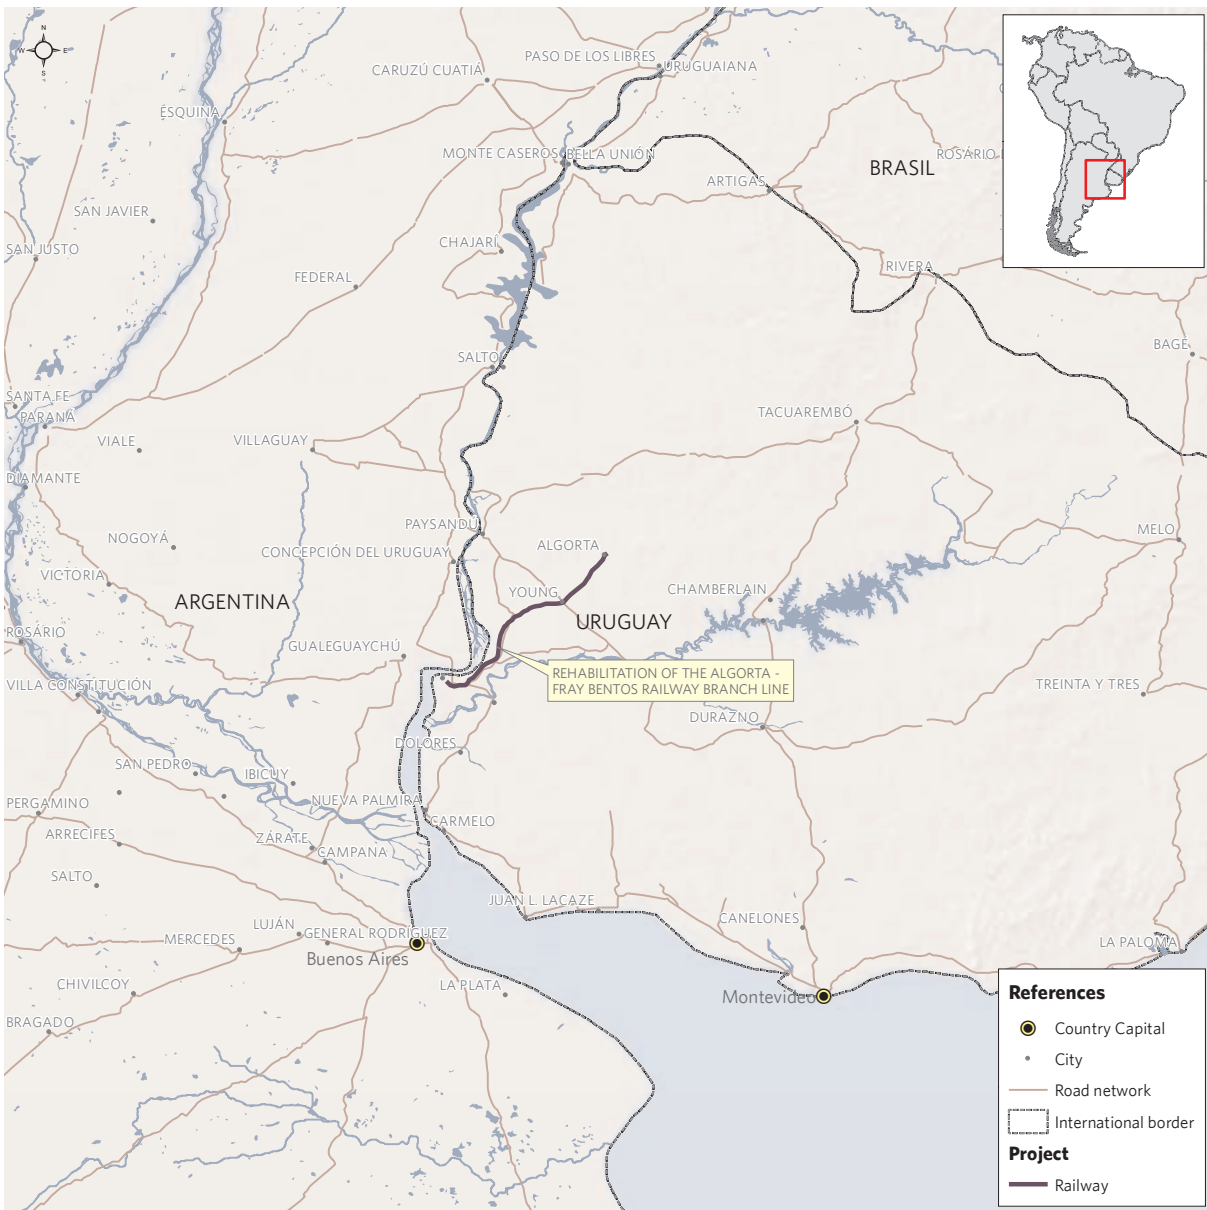 N
W
E
S
PASO DE LOS LIBRES
URUGUAIANA
CARUZÚ CUATIÁ
ESQUINA
MONTE CASEROS
BELLA UNIÓN
BRASIL
ROSÁRIO
ARTIGAS
SAN JAVIER
SAN JUSTO
CHAJARÍ
FEDERAL
RIVERA
BAGÉ
SALTO
SANTA FE
PARANÁ
TACUAREMBÓ
VIALE
VILLAGUAY
DIAMANTE
PAYSANDÚ
MELO
NOGOYÁ
CONCEPCIÓN DEL URUGUAY
ALGORTA
VICTORIA
YOUNG
CHAMBERLAIN
ARGENTINA
URUGUAY
ROSÁRIO
GUALEGUAYCHÚ
REHABILITATION OF THE ALGORTA -
FRAY BENTOS RAILWAY BRANCH LINE
VILLA CONSTITUCIÓN
TREINTA Y TRES
DURAZNO
DOLORES
SAN PEDRO
IBICUY
PERGAMINO
NUEVA PALMIRA
CARMELO
ARRECIFES
ZÁRATE
CAMPANA
SALTO
JUAN L. LACAZE
CANELONES
LUJÁN
GENERAL RODRÍGUEZ
MERCEDES
LA PALOMA
Buenos Aires
CHIVILCOY
LA PLATA
Montevideo
BRAGADO
References
Country Capital
City
Road network
International border
Project
Railway